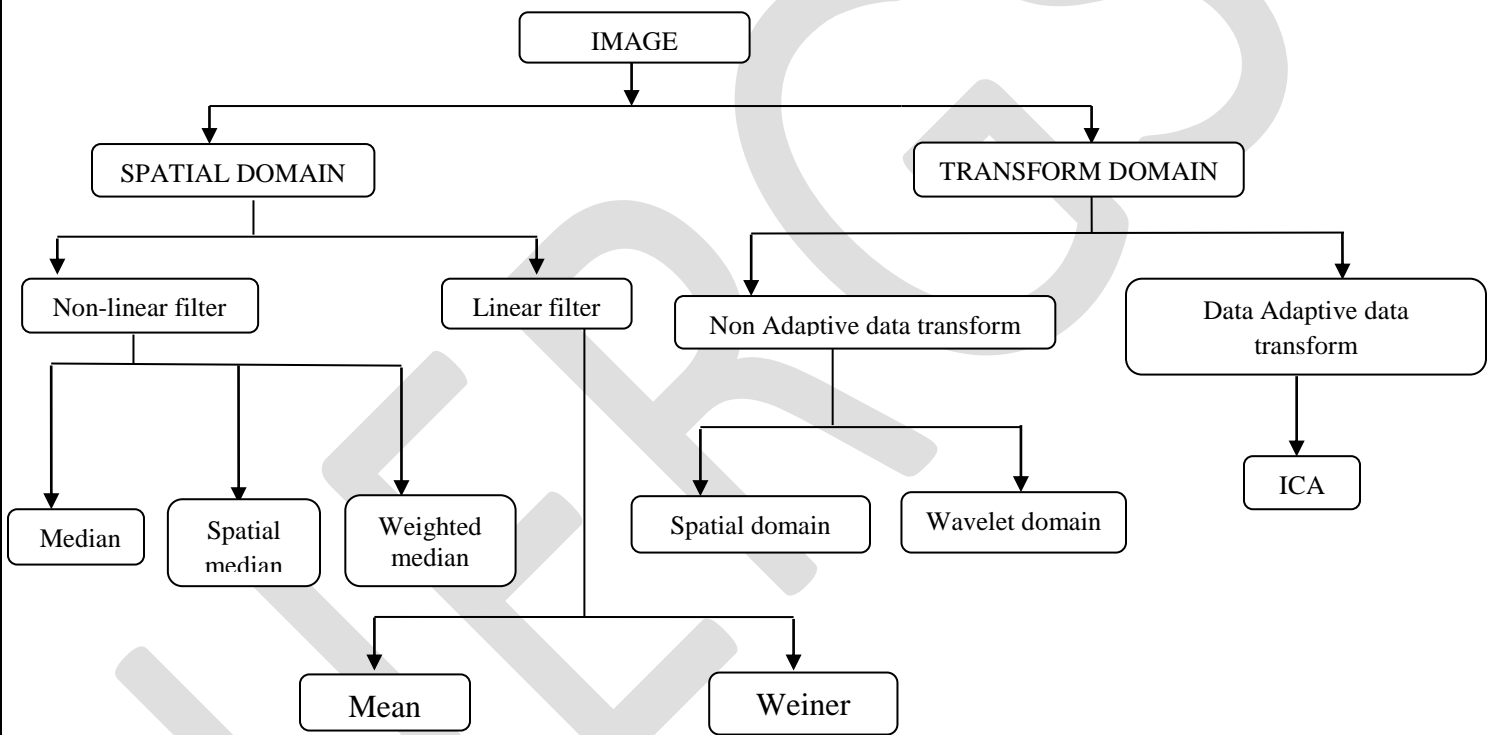 IMAGE
SPATIAL DOMAIN
TRANSFORM DOMAIN
Non-linear filter
Linear filter
Non Adaptive data transform
Data Adaptive data
transform
Median
Spatial
median
Weighted
median
Spatial domain
Wavelet domain
ICA
Mean
Weiner